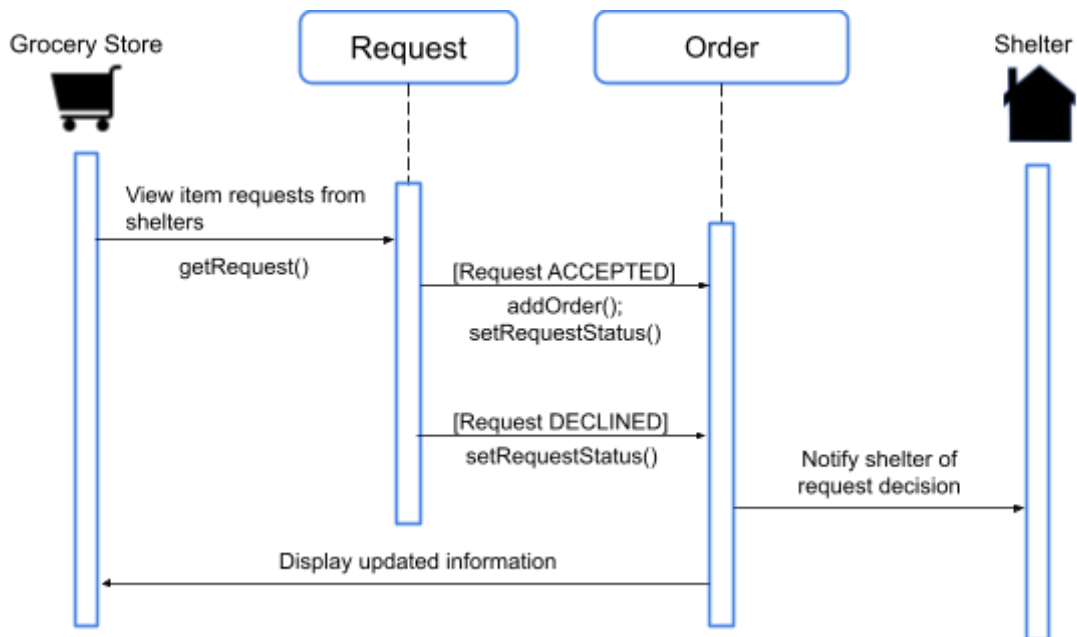 Grocery Store
Request
Order
Shelter
View item requests from
shelters
getRequest()
[Request ACCEPTED]
addOrder();
setRequestStatus()
[Request DECLINED]
setRequestStatus()
Notify shelter of
request decision
Display updated information